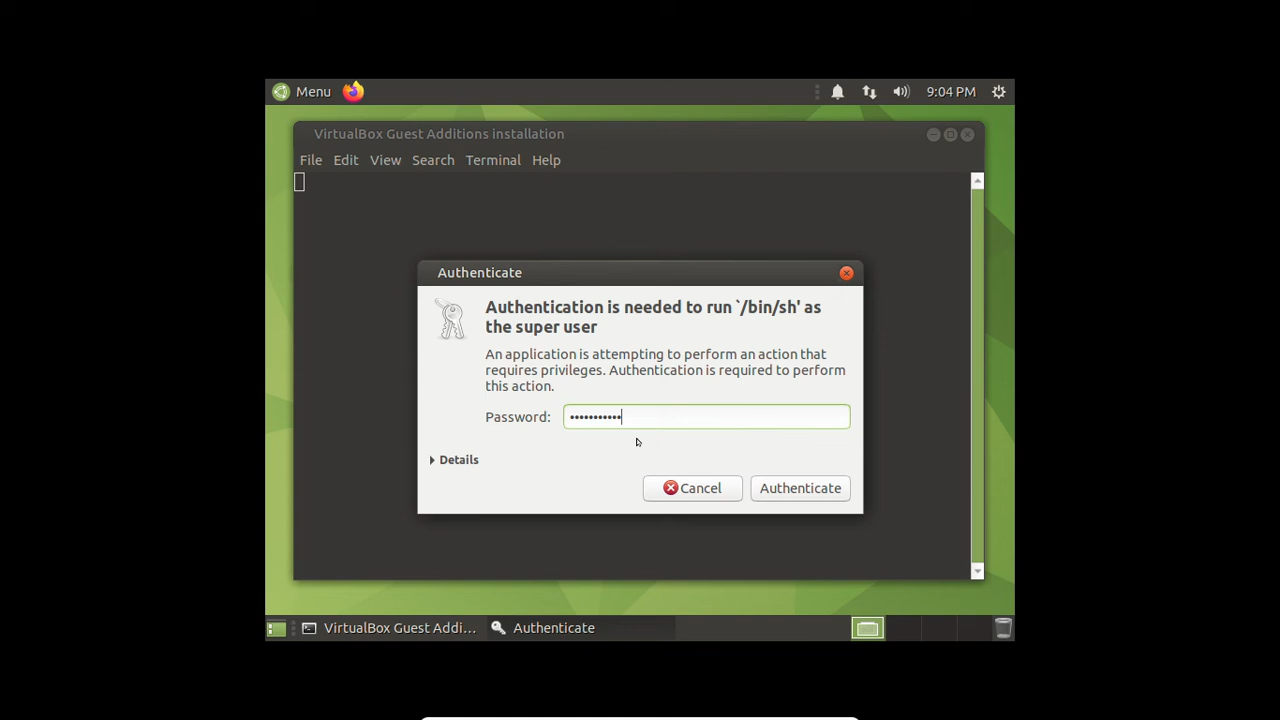 Menu
9:04 PM
VirtualBox Guest Additions installation
File Edit View Search Terminal Help
Authenticate
Authentication is needed to run `/bin/sh' as
the super user
An application is attempting to perform an action that
requires privileges. Authentication is required to perform
this action.
Password: •••••••••••
Details
Cancel Authenticate
VirtualBox Guest Addi... Authenticate